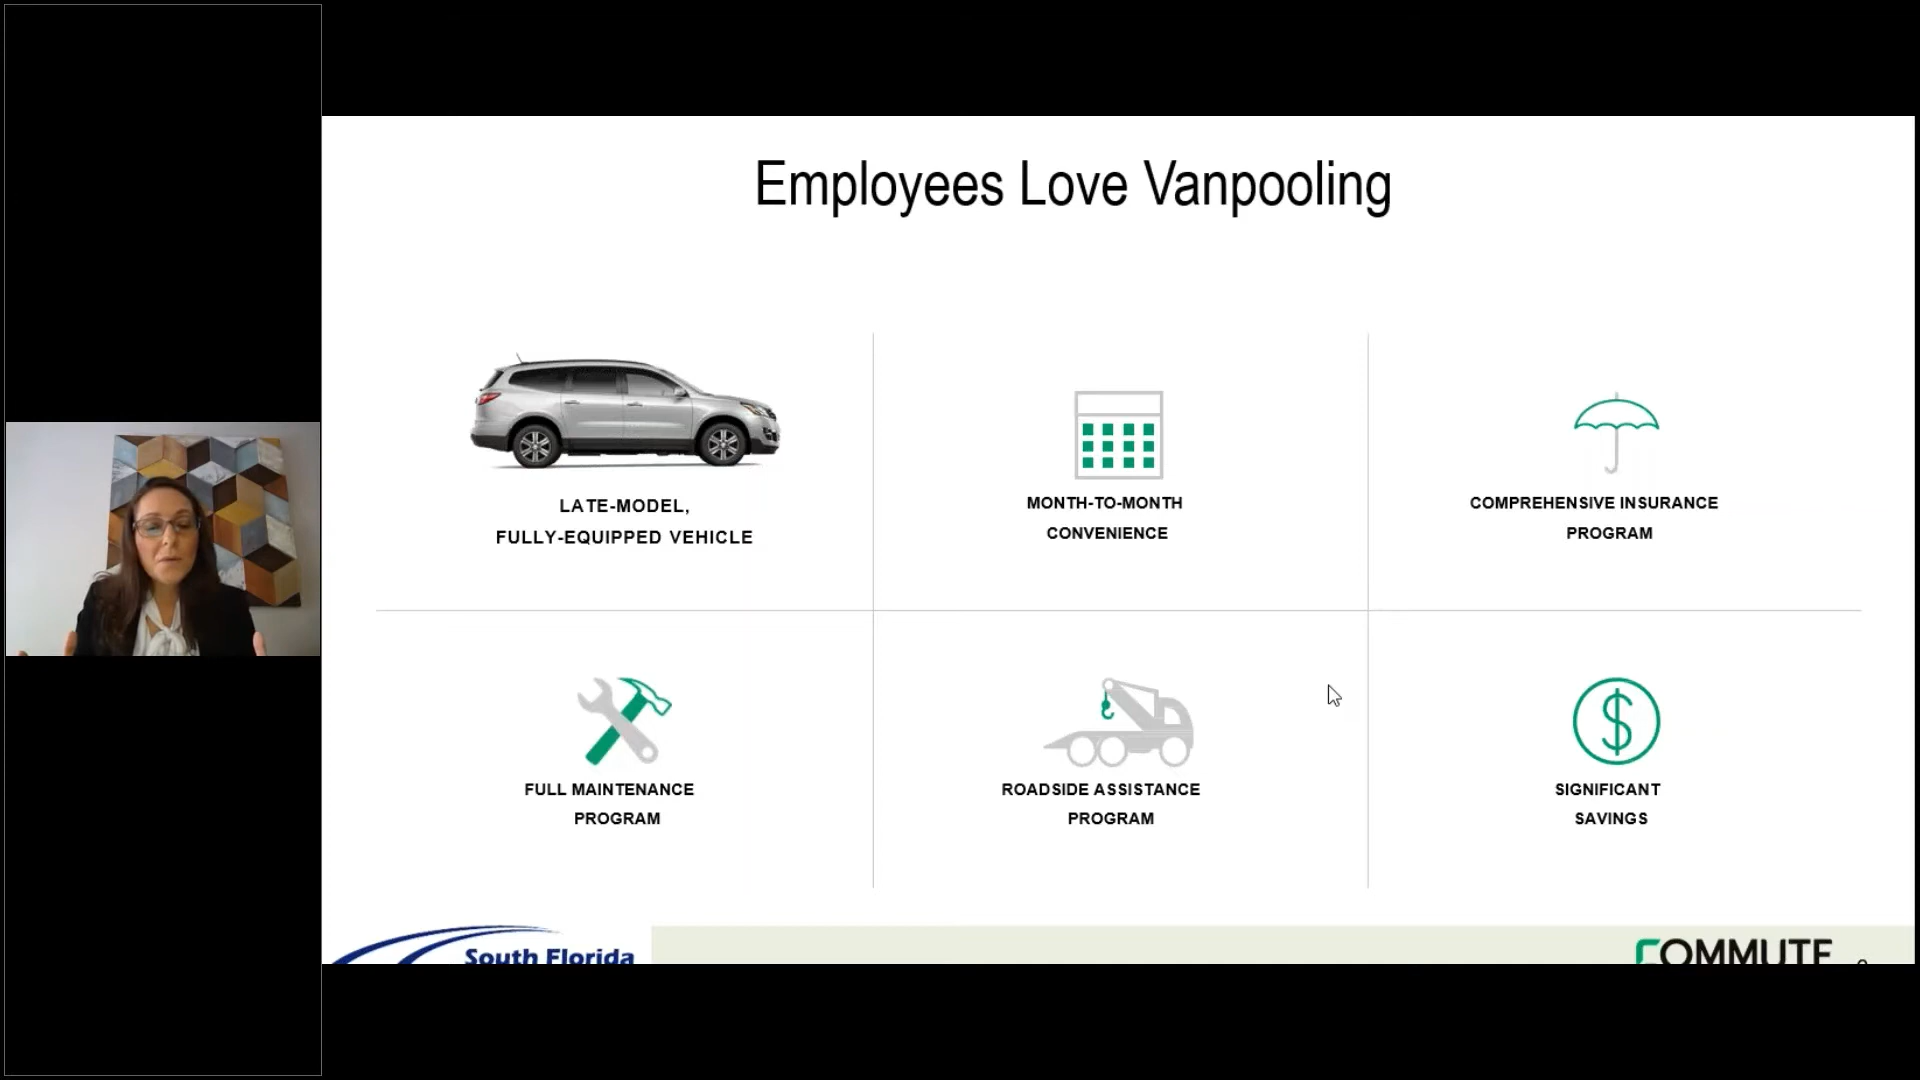 Employees Love Vanpooling
LATE-MODEL,
FULLY-EQUIPPED VEHICLE
MONTH-TO-MONTH
CONVENIENCE
COMPREHENSIVE INSURANCE
PROGRAM
FULL MAINTENANCE
PROGRAM
ROADSIDE ASSISTANCE
PROGRAM
SIGNIFICANT
SAVINGS
South Florida
COMMUTE